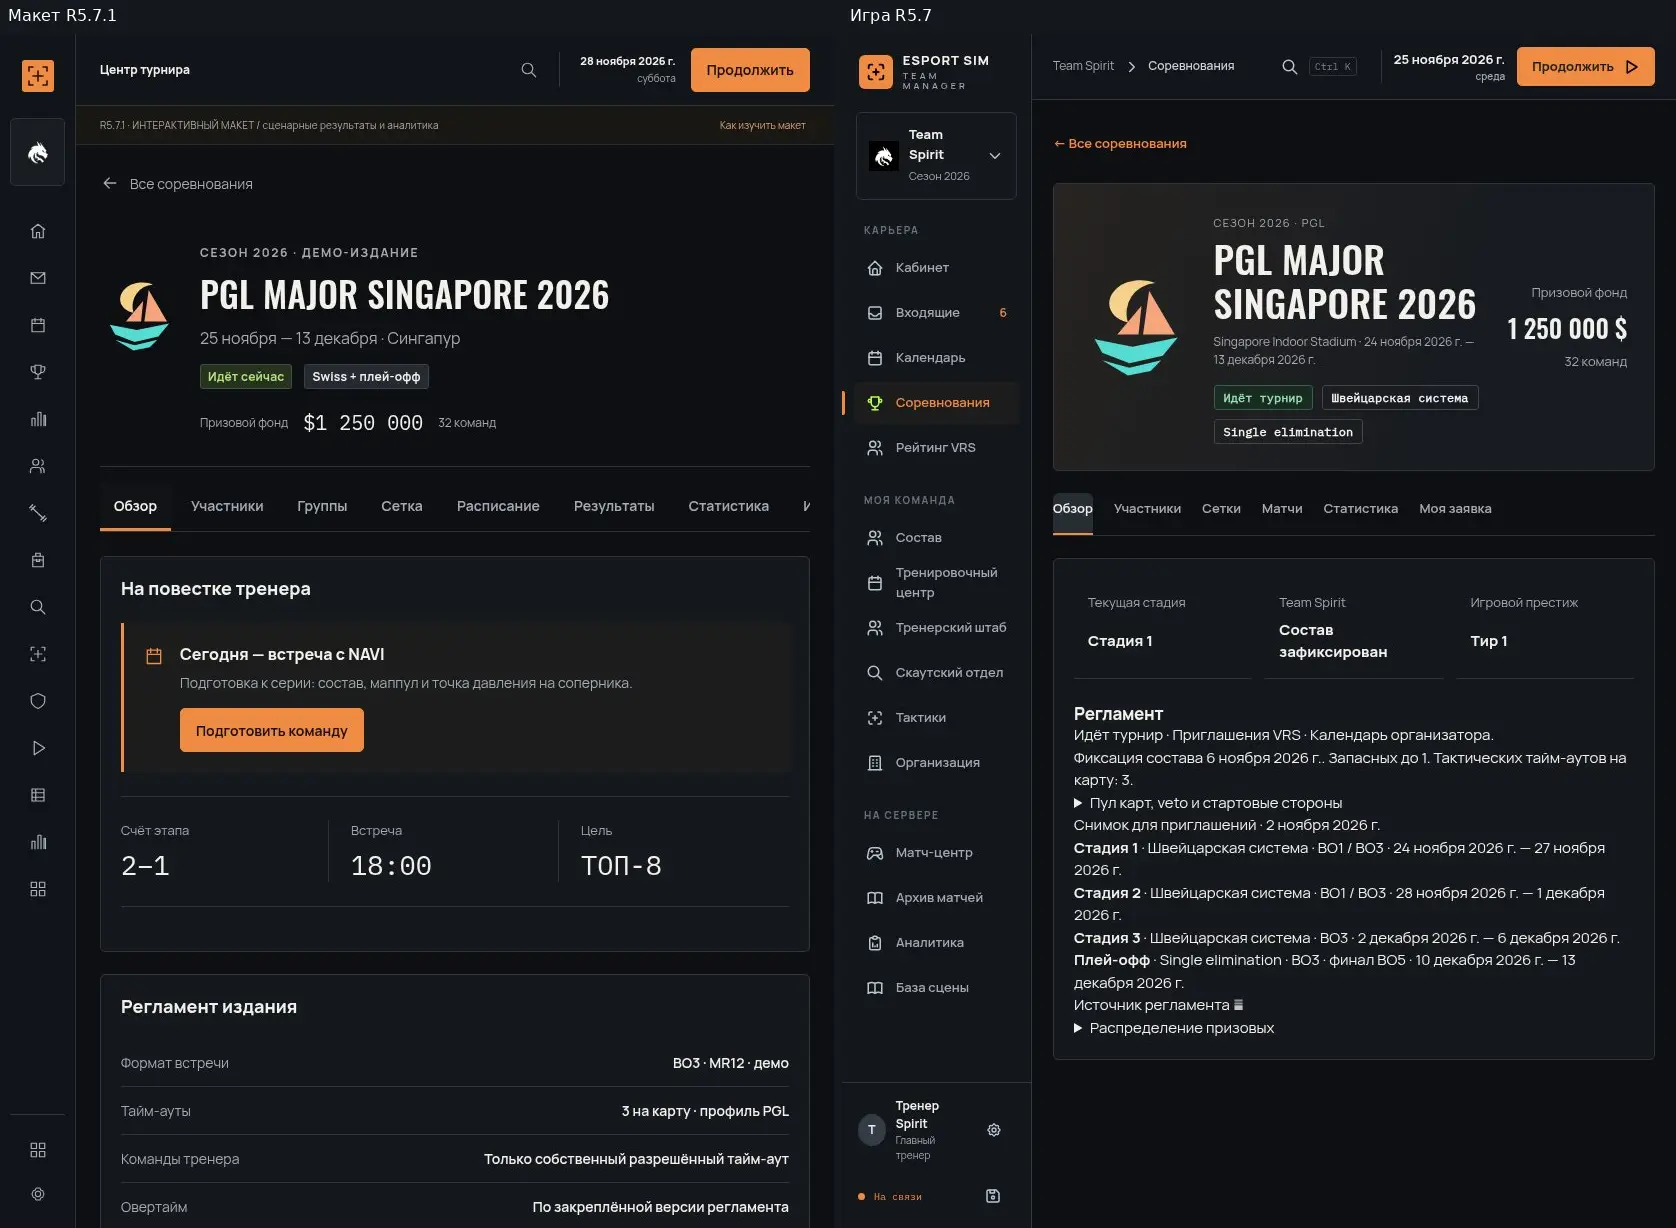 Макет R5.7.1
Центр турнира
28 ноября 2026 г.
суббота
Продолжить
R5.7.1 · ИНТЕРАКТИВНЫЙ МАКЕТ / сценарные результаты и аналитика
Как изучить макет
← Все соревнования
СЕЗОН 2026 · ДЕМО-ИЗДАНИЕ
PGL MAJOR SINGAPORE 2026
25 ноября — 13 декабря · Сингапур
Идёт сейчас
Swiss + плей-офф
Призовой фонд $1 250 000 32 команд
Обзор Участники Группы Сетка Расписание Результаты Статистика И
На повестке тренера
Сегодня — встреча с NAVI
Подготовка к серии: состав, маппул и точка давления на соперника.
Подготовить команду
Счёт этапа
2–1
Встреча
18:00
Цель
ТОП-8
Регламент издания
Формат встречи BO3 · MR12 · демо
Тайм-ауты 3 на карту · профиль PGL
Команды тренера Только собственный разрешённый тайм-аут
Овертайм По закреплённой версии регламента
Игра R5.7
ESPORT SIM
TEAM
MANAGER
Team
Spirit
Сезон 2026
КАРЬЕРА
Кабинет
Входящие 6
Календарь
Соревнования
Рейтинг VRS
МОЯ КОМАНДА
Состав
Тренировочный
центр
Тренерский штаб
Скаутский отдел
Тактики
Организация
НА СЕРВЕРЕ
Матч-центр
Архив матчей
Аналитика
База сцены
Т
Тренер
Spirit
Главный
тренер
На связи
Team Spirit > Соревнования
Ctrl K
25 ноября 2026 г.
среда
Продолжить
← Все соревнования
СЕЗОН 2026 · PGL
PGL MAJOR
SINGAPORE 2026
Singapore Indoor Stadium · 24 ноября 2026 г. —
13 декабря 2026 г.
Идёт турнир
Швейцарская система
Single elimination
Призовой фонд
1 250 000 $
32 команд
Обзор Участники Сетки Матчи Статистика Моя заявка
Текущая стадия
Стадия 1
Team Spirit
Состав
зафиксирован
Игровой престиж
Тир 1
Регламент
Идёт турнир · Приглашения VRS · Календарь организатора.
Фиксация состава 6 ноября 2026 г.. Запасных до 1. Тактических тайм-аутов на
карту: 3.
▶ Пул карт, veto и стартовые стороны
Снимок для приглашений · 2 ноября 2026 г.
Стадия 1 · Швейцарская система · BO1 / BO3 · 24 ноября 2026 г. — 27 ноября
2026 г.
Стадия 2 · Швейцарская система · BO1 / BO3 · 28 ноября 2026 г. — 1 декабря
2026 г.
Стадия 3 · Швейцарская система · BO3 · 2 декабря 2026 г. — 6 декабря 2026 г.
Плей-офф · Single elimination · BO3 · финал BO5 · 10 декабря 2026 г. — 13
декабря 2026 г.
Источник регламента
▶ Распределение призовых